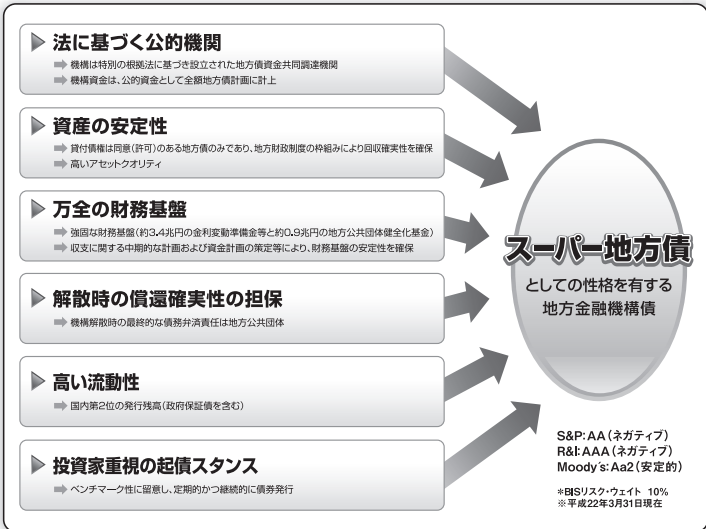 法に基づく公的機関
機構は特別の根拠法に基づき設立された地方債資金共同調達機関
機構資金は、公的資金として全額地方債計画に計上
資産の安定性
貸付債権は同意(許可)のある地方債のみであり、地方財政制度の枠組みにより回収確実性を確保
高いアセットクオリティ
万全の財務基盤
強固な財務基盤(約3.4兆円の金利変動準備金等と約0.9兆円の地方公共団体健全化基金)
収支に関する中期的な計画および資金計画の策定等により、財務基盤の安定性を確保
解散時の償還確実性の担保
機構解散時の最終的な債務弁済責任は地方公共団体
高い流動性
国内第2位の発行残高(政府保証債を含む)
投資家重視の起債スタンス
ベンチマーク性に留意し、定期的かつ継続的に債券発行
スーパー地方債
としての性格を有する
地方金融機構債
S&P:AA(ネガティブ)
R&I:AAA(ネガティブ)
Moody's:Aa2(安定的)
*BISリスク・ウェイト 10%
※平成22年3月31日現在